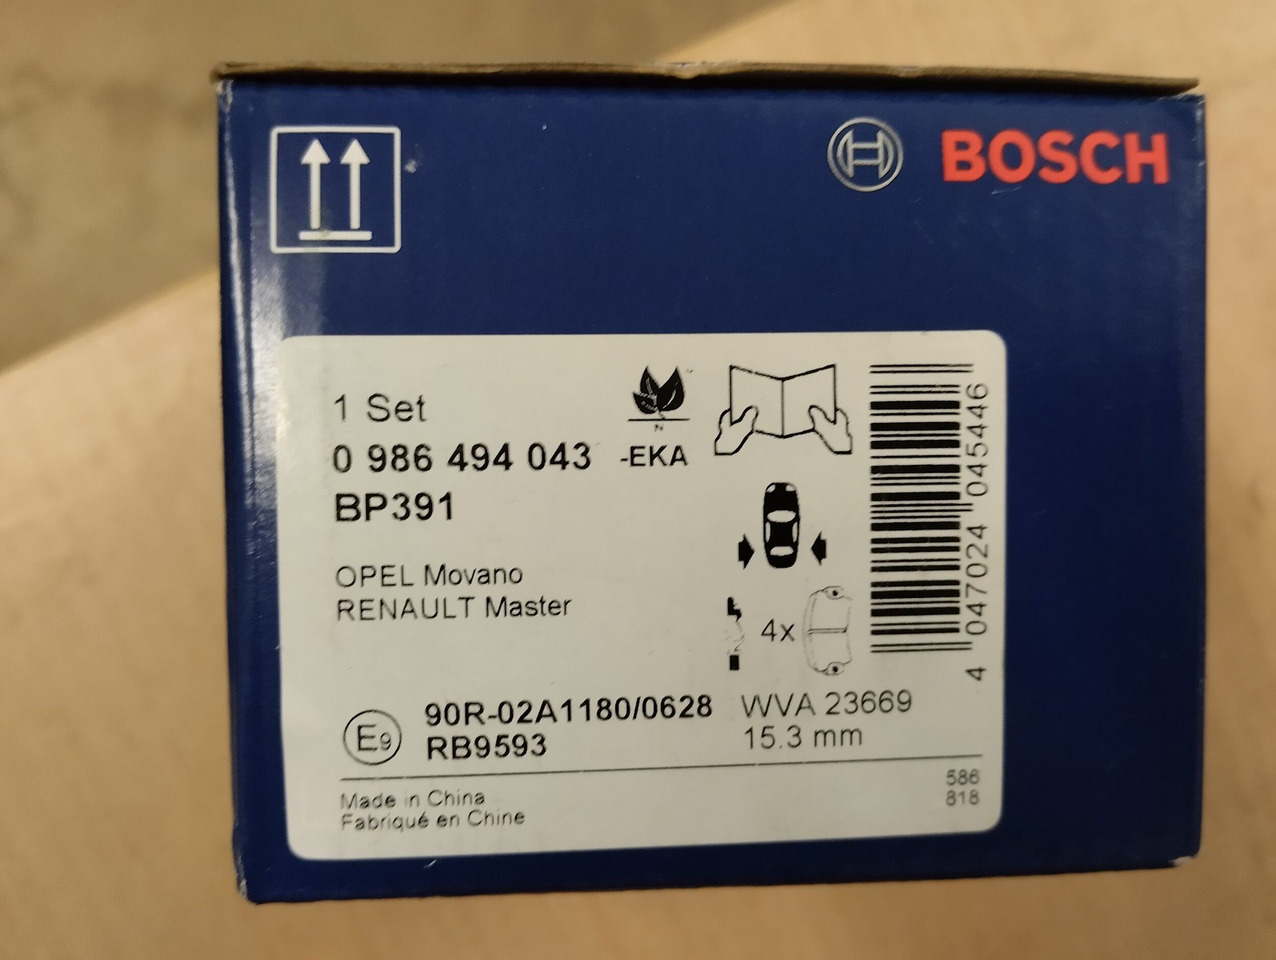 BOSCH
1 Set
N
0 986 494 043 -EKA
BP391
OPEL Movano
RENAULT Master
4x
4 047024 045446
90R-02A1180/0628 WVA 23669
E9
RB9593 15.3 mm
586
818
Made in China
Fabriqué en Chine